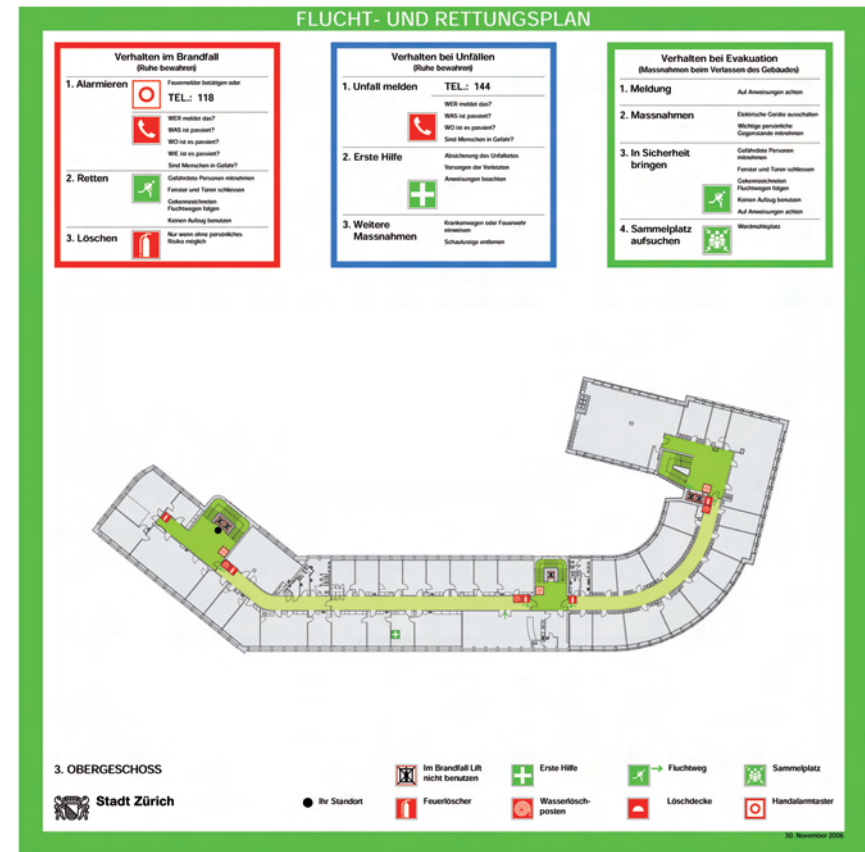 FLUCHT- UND RETTUNGSPLAN
Verhalten im Brandfall
(Ruhe bewahren)
1. Alarmieren
Feuermelder betätigen oder
TEL.: 118
WER meldet das?
WAS ist passiert?
WO ist es passiert?
WIE ist es passiert?
Sind Menschen in Gefahr?
2. Retten
Gefährdete Personen mitnehmen
Fenster und Türen schliessen
Gekennzeichneten
Fluchtwegen folgen
Keinen Aufzug benutzen
3. Löschen
Nur wenn ohne persönliches
Risiko möglich
Verhalten bei Unfällen
(Ruhe bewahren)
1. Unfall melden
TEL.: 144
WER meldet das?
WAS ist passiert?
WO ist es passiert?
Sind Menschen in Gefahr?
2. Erste Hilfe
Absicherung des Unfallortes
Versorgen der Verletzten
Anweisungen beachten
3. Weitere
Massnahmen
Krankenwagen oder Feuerwehr
einweisen
Schaulustige entfernen
Verhalten bei Evakuation
(Massnahmen beim Verlassen des Gebäudes)
1. Meldung
Auf Anweisungen achten
2. Massnahmen
Elektrische Geräte ausschalten
Wichtige persönliche
Gegenstände mitnehmen
3. In Sicherheit
bringen
Gefährdete Personen
mitnehmen
Fenster und Türen schliessen
Gekennzeichneten
Fluchtwegen folgen
Keinen Aufzug benutzen
Auf Anweisungen achten
4. Sammelplatz
aufsuchen
Werdmühleplatz
3. OBERGESCHOSS
Stadt Zürich
Ihr Standort
Im Brandfall Lift
nicht benutzen
Erste Hilfe
Fluchtweg
Sammelplatz
Feuerlöscher
Wasserlösch-
posten
Löschdecke
Handalarmtaster
30. November 2006